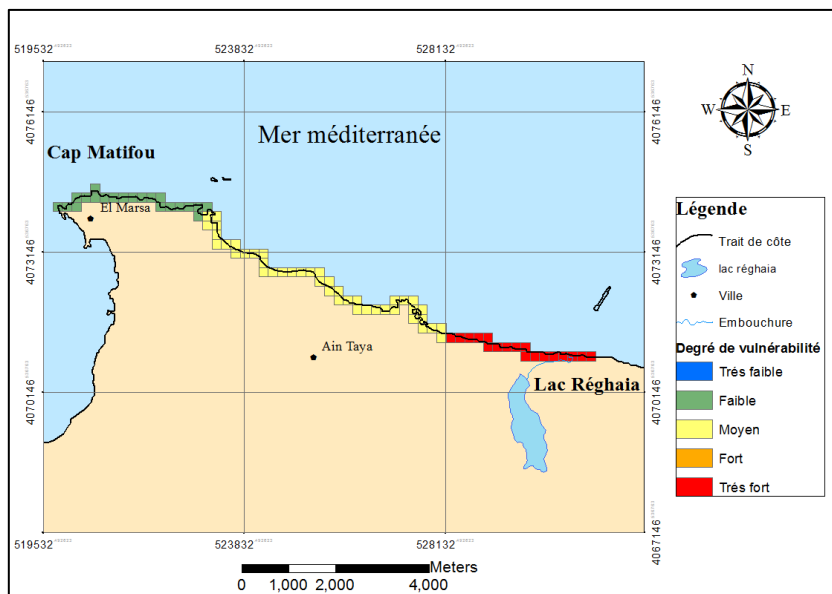 519532
523832
528132
N
W
E
S
4076146
4076146
Mer méditerranée
Cap Matifou
El Marsa
4073146
4073146
Ain Taya
Lac Réghaia
4070146
4070146
4067146
519532
523832
528132
Meters
0
1,000
2,000
4,000
Légende
Trait de côte
lac réghaia
Ville
Embouchure
Degré de vulnérabilité
Trés faible
Faible
Moyen
Fort
Trés fort